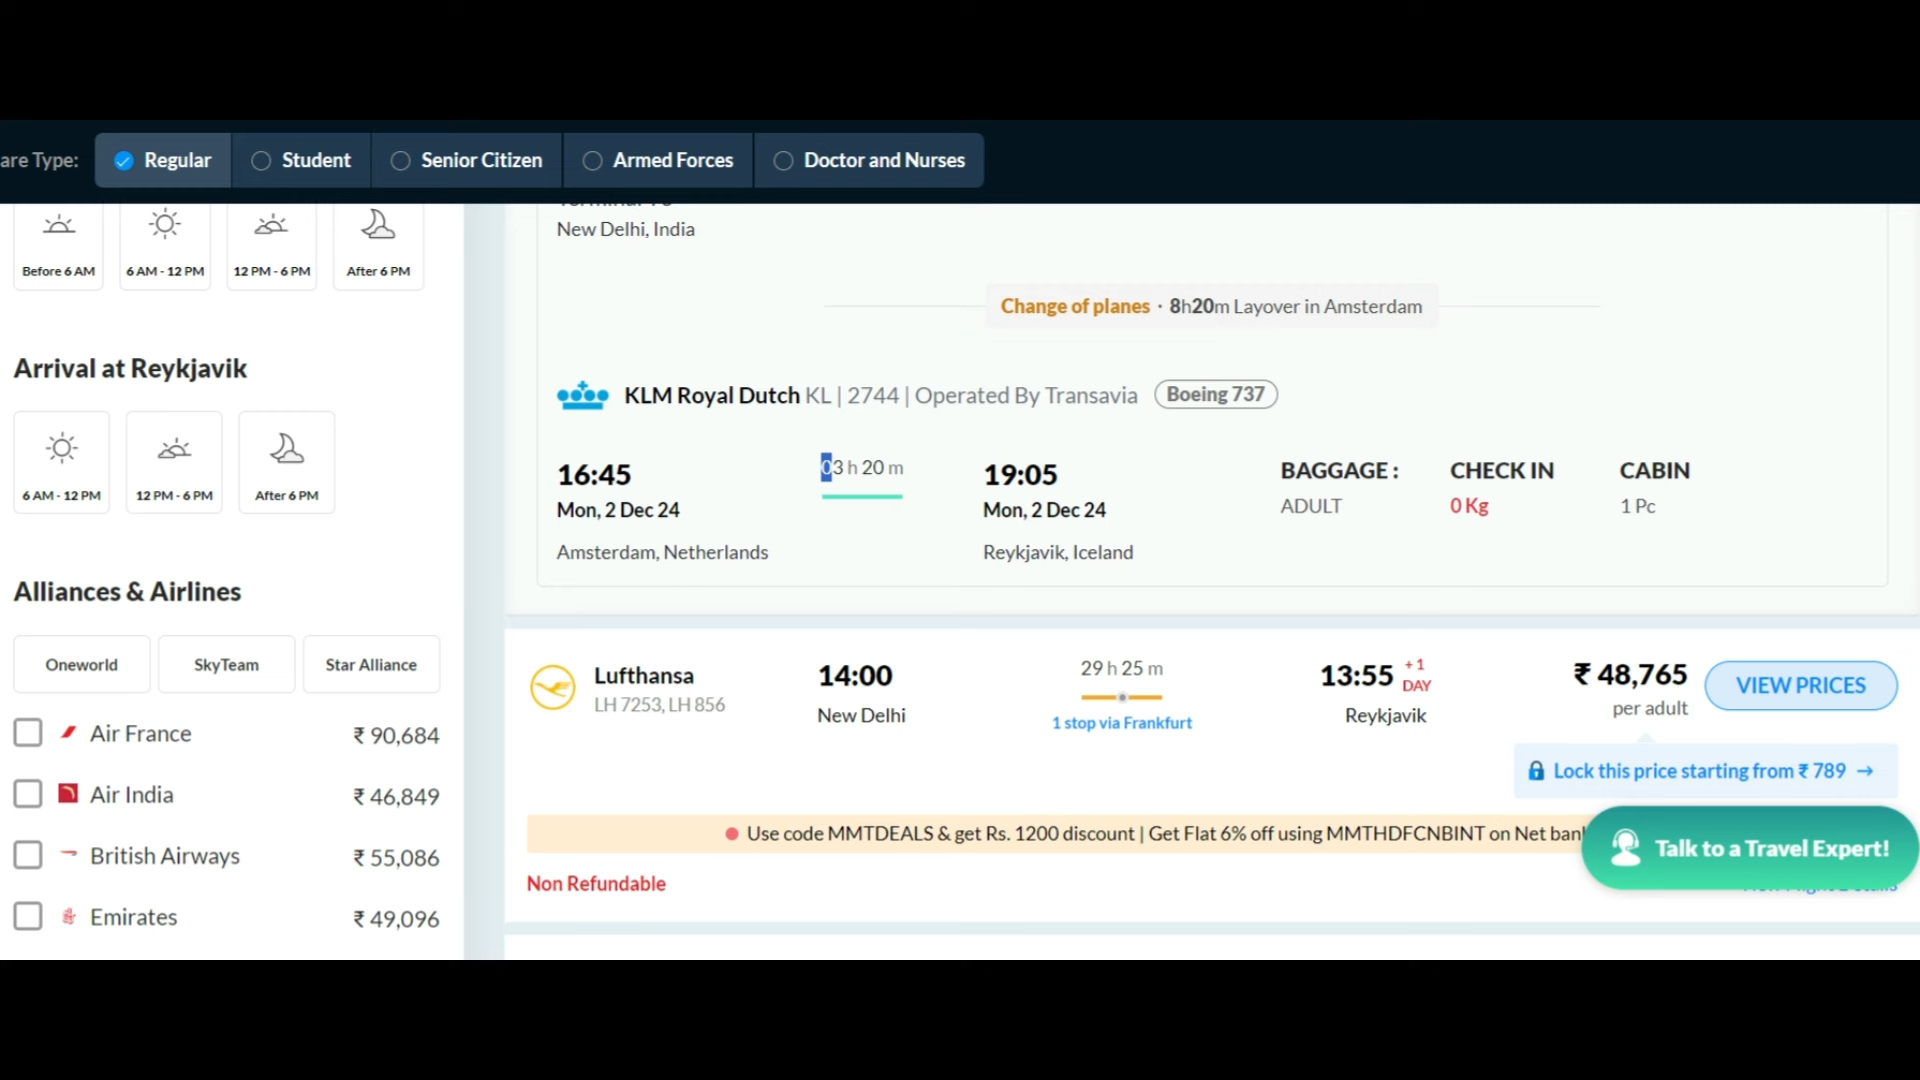 are Type:
Regular
Student
Senior Citizen
Armed Forces
Doctor and Nurses
Before 6 AM
6 AM - 12 PM
12 PM - 6 PM
After 6 PM
Arrival at Reykjavik
6 AM - 12 PM
12 PM - 6 PM
After 6 PM
Alliances & Airlines
Oneworld
SkyTeam
Star Alliance
Air France ₹ 90,684
Air India ₹ 46,849
British Airways ₹ 55,086
Emirates ₹ 49,096
New Delhi, India
Change of planes · 8h20m Layover in Amsterdam
KLM Royal Dutch KL | 2744 | Operated By Transavia Boeing 737
16:45
Mon, 2 Dec 24
Amsterdam, Netherlands
03 h 20 m
19:05
Mon, 2 Dec 24
Reykjavik, Iceland
BAGGAGE : CHECK IN CABIN
ADULT 0 Kg 1 Pc
Lufthansa
LH 7253, LH 856
14:00
New Delhi
29 h 25 m
1 stop via Frankfurt
13:55 +1
DAY
Reykjavik
₹ 48,765
per adult
VIEW PRICES
Lock this price starting from ₹ 789 →
Use code MMTDEALS & get Rs. 1200 discount | Get Flat 6% off using MMTHDFCNBINT on Net ban
Talk to a Travel Expert!
Non Refundable